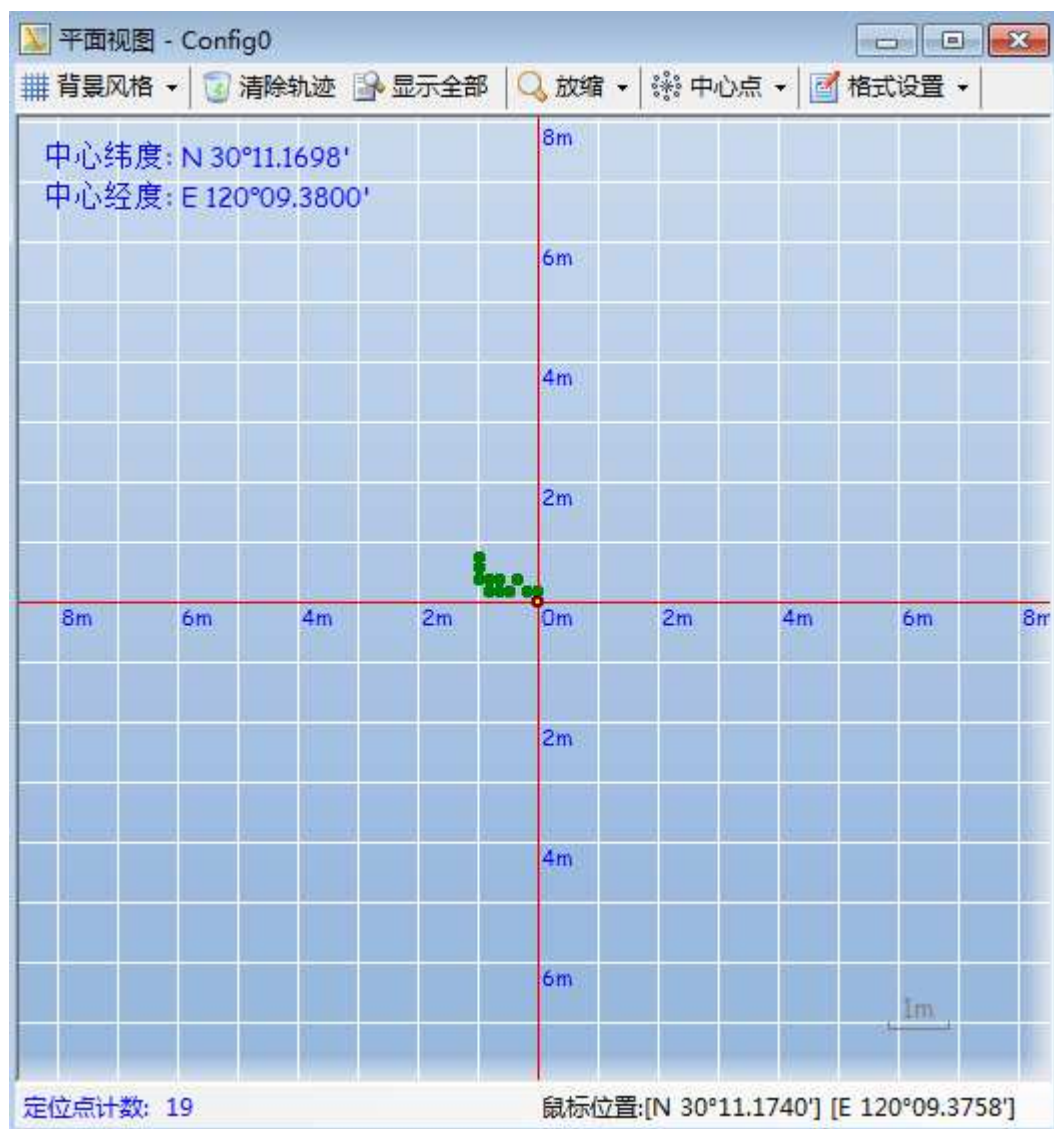 平面视图 - Config0
背景风格 清除轨迹 显示全部 放缩 中心点 格式设置
中心纬度: N 30°11.1698'
中心经度: E 120°09.3800'
8m
6m
4m
2m
8m 6m 4m 2m 0m 2m 4m 6m 8m
2m
4m
6m
1m
定位点计数: 19 鼠标位置:[N 30°11.1740'] [E 120°09.3758']